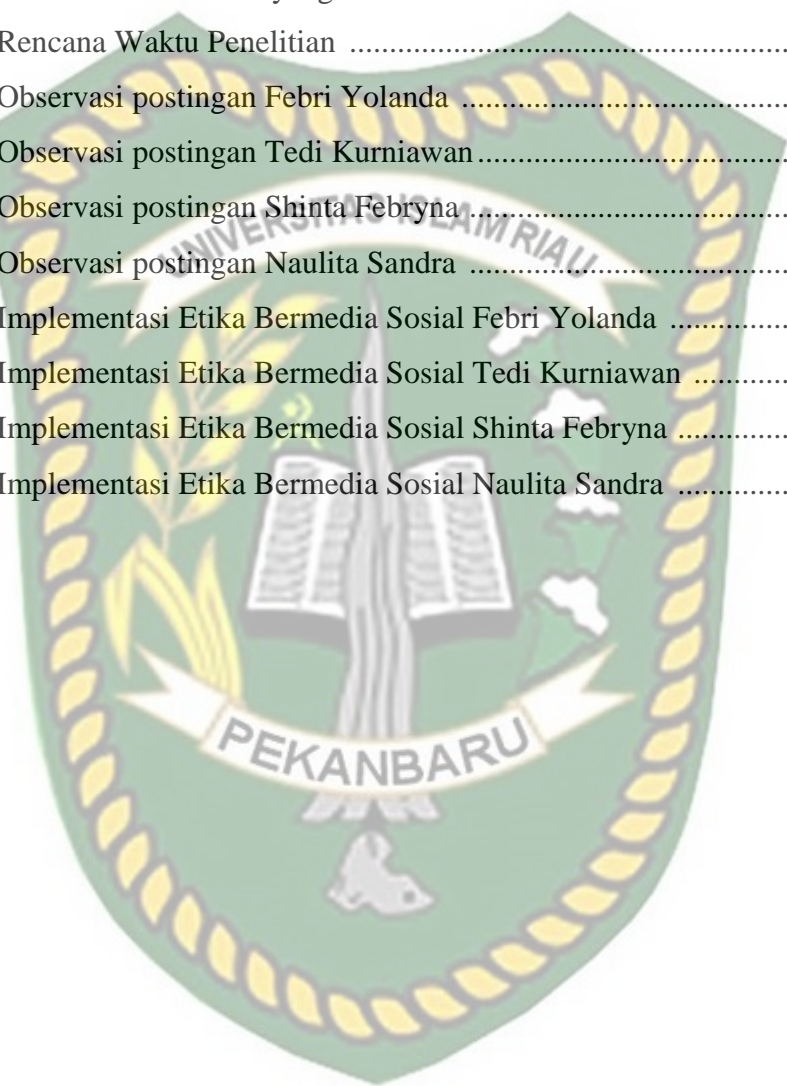 Rencana Waktu Penelitian ..................................................
Observasi postingan Febri Yolanda .....................................
Observasi postingan Tedi Kurniawan ...................................
Observasi postingan Shinta Febryna ....................................
UNIVERSITAS ISLAM RIAU
Observasi postingan Naulita Sandra ....................................
Implementasi Etika Bermedia Sosial Febri Yolanda ..............
Implementasi Etika Bermedia Sosial Tedi Kurniawan ...........
Implementasi Etika Bermedia Sosial Shinta Febryna .............
Implementasi Etika Bermedia Sosial Naulita Sandra .............
PEKANBARU